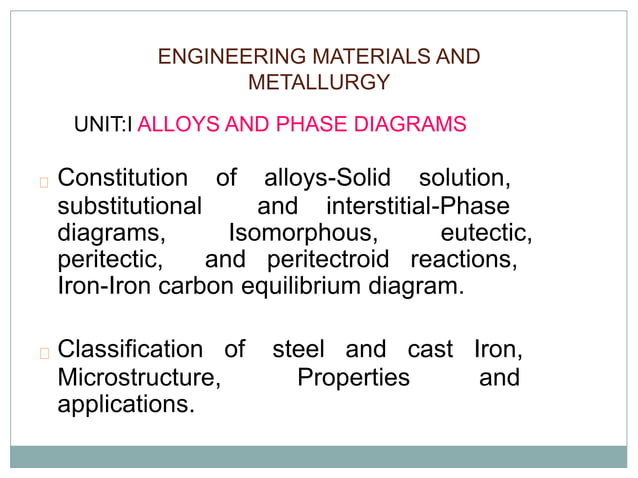 ENGINEERING MATERIALS AND
METALLURGY
UNIT:I ALLOYS AND PHASE DIAGRAMS
Constitution of alloys-Solid solution,
substitutional and interstitial-Phase
diagrams, Isomorphous, eutectic,
peritectic, and peritectroid reactions,
Iron-Iron carbon equilibrium diagram.
Classification of steel and cast Iron,
Microstructure, Properties and
applications.